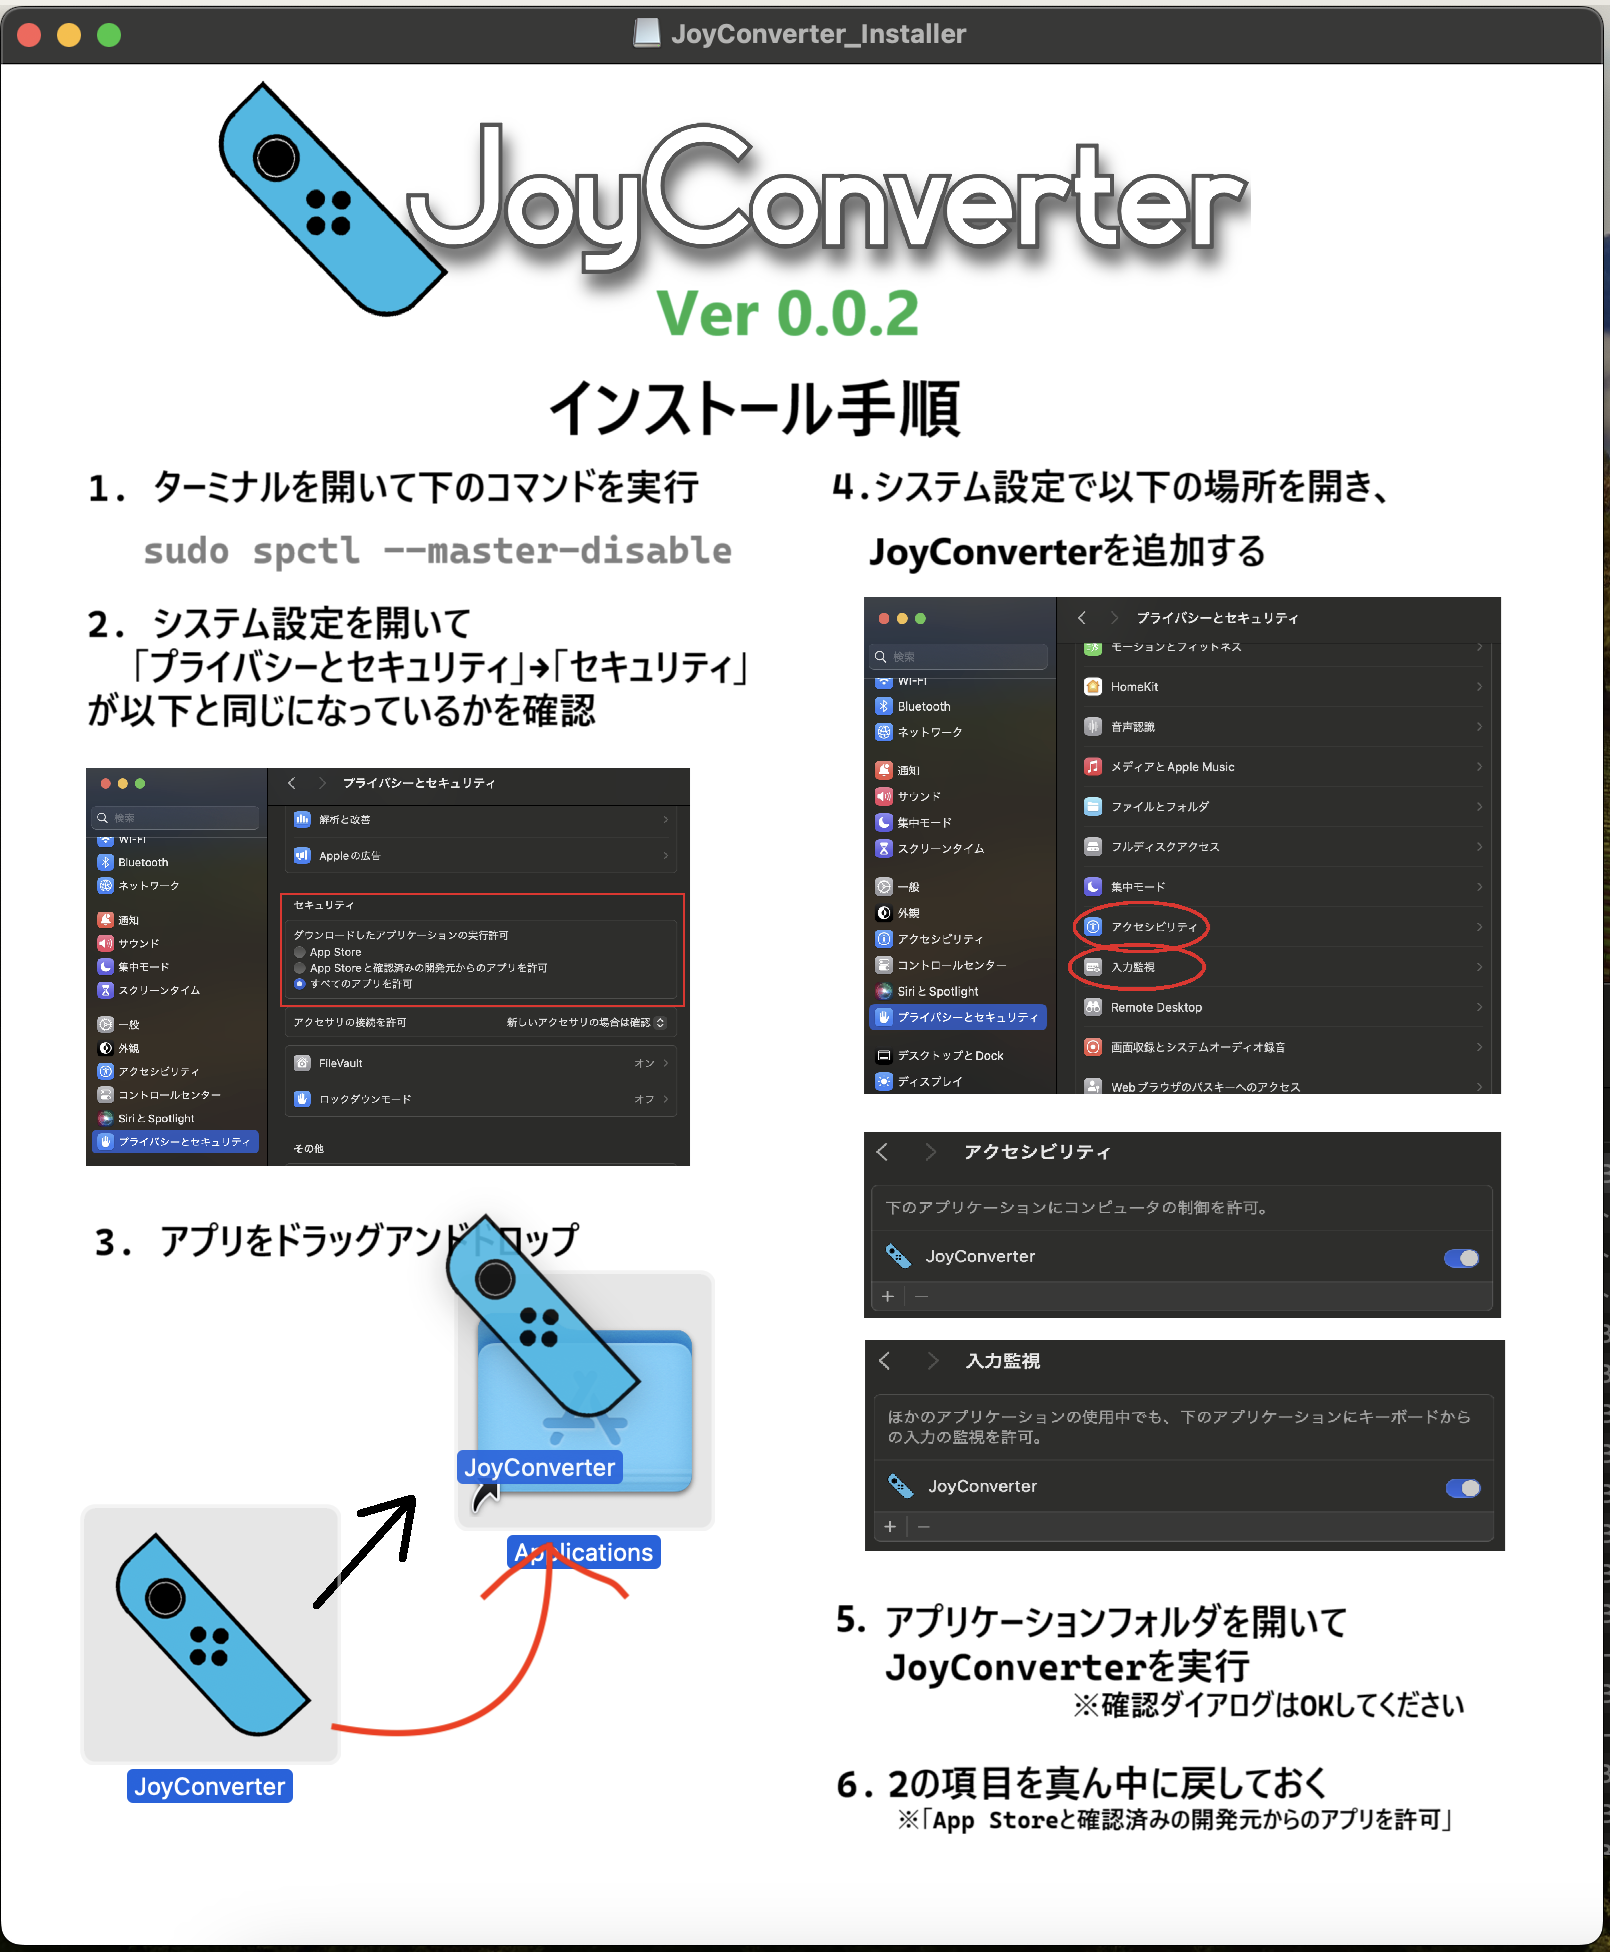 JoyConverter_Installer
JoyConverter
Ver 0.0.2
インストール手順
1. ターミナルを開いて下のコマンドを実行
sudo spctl --master-disable
2. システム設定を開いて
「プライバシーとセキュリティ」→「セキュリティ」
が以下と同じになっているかを確認
プライバシーとセキュリティ
検索
Wi-Fi
Bluetooth
ネットワーク
通知
サウンド
集中モード
スクリーンタイム
一般
外観
アクセシビリティ
コントロールセンター
SiriとSpotlight
プライバシーとセキュリティ
解析と改善
Appleの広告
セキュリティ
ダウンロードしたアプリケーションの実行許可
App Store
App Storeと確認済みの開発元からのアプリを許可
すべてのアプリを許可
アクセサリの接続を許可 新しいアクセサリの場合は確認
FileVault オン
ロックダウンモード オフ
その他
3. アプリをドラッグアンドドロップ
JoyConverter
Applications
JoyConverter
4.システム設定で以下の場所を開き、
JoyConverterを追加する
プライバシーとセキュリティ
検索
Wi-Fi
Bluetooth
ネットワーク
通知
サウンド
集中モード
スクリーンタイム
一般
外観
アクセシビリティ
コントロールセンター
SiriとSpotlight
プライバシーとセキュリティ
デスクトップとDock
ディスプレイ
モーションとフィットネス
HomeKit
音声認識
メディアとApple Music
ファイルとフォルダ
フルディスクアクセス
集中モード
アクセシビリティ
入力監視
Remote Desktop
画面収録とシステムオーディオ録音
Webブラウザのパスキーへのアクセス
アクセシビリティ
下のアプリケーションにコンピュータの制御を許可。
JoyConverter
入力監視
ほかのアプリケーションの使用中でも、下のアプリケーションにキーボードから
の入力の監視を許可。
JoyConverter
5. アプリケーションフォルダを開いて
JoyConverterを実行
※確認ダイアログはOKしてください
6. 2の項目を真ん中に戻しておく
※「App Storeと確認済みの開発元からのアプリを許可」